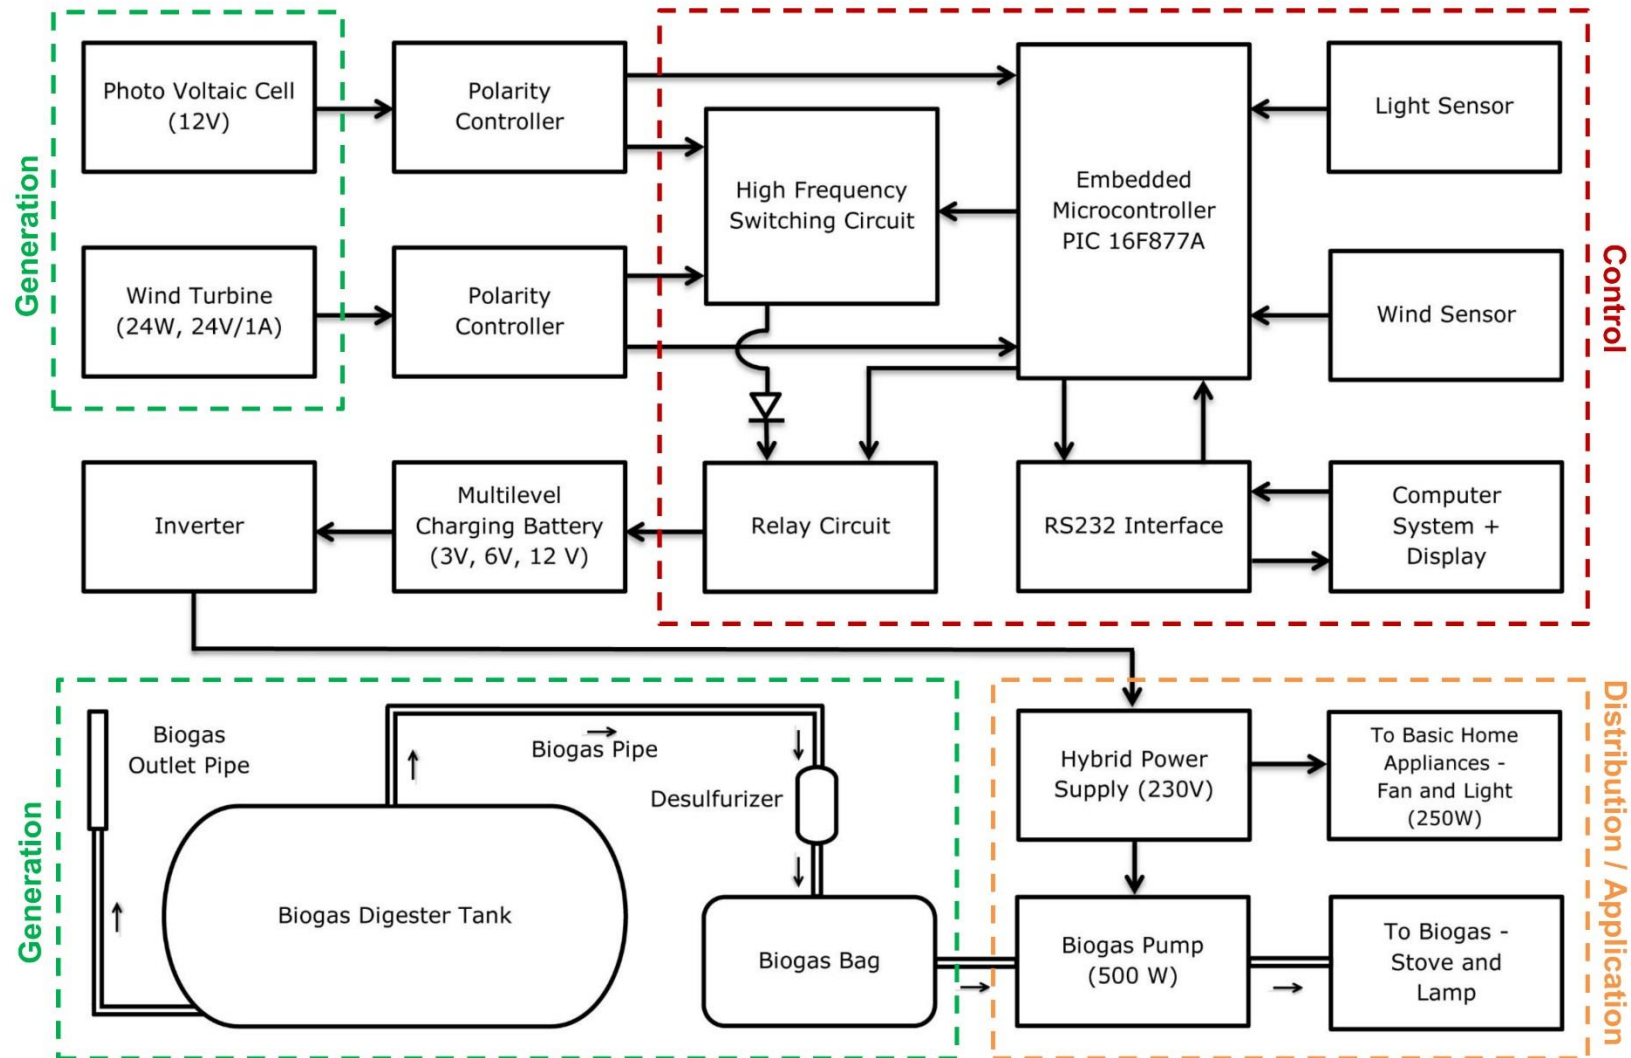 Generation
Photo Voltaic Cell
(12V)
Polarity
Controller
High Frequency
Switching Circuit
Embedded
Microcontroller
PIC 16F877A
Light Sensor
Wind Turbine
(24W, 24V/1A)
Polarity
Controller
Wind Sensor
Control
Inverter
Multilevel
Charging Battery
(3V, 6V, 12 V)
Relay Circuit
RS232 Interface
Computer
System +
Display
Generation
Biogas
Outlet Pipe
Biogas Pipe
Desulfurizer
Biogas Digester Tank
Biogas Bag
Hybrid Power
Supply (230V)
To Basic Home
Appliances -
Fan and Light
(250W)
Biogas Pump
(500 W)
To Biogas -
Stove and
Lamp
Distribution / Application